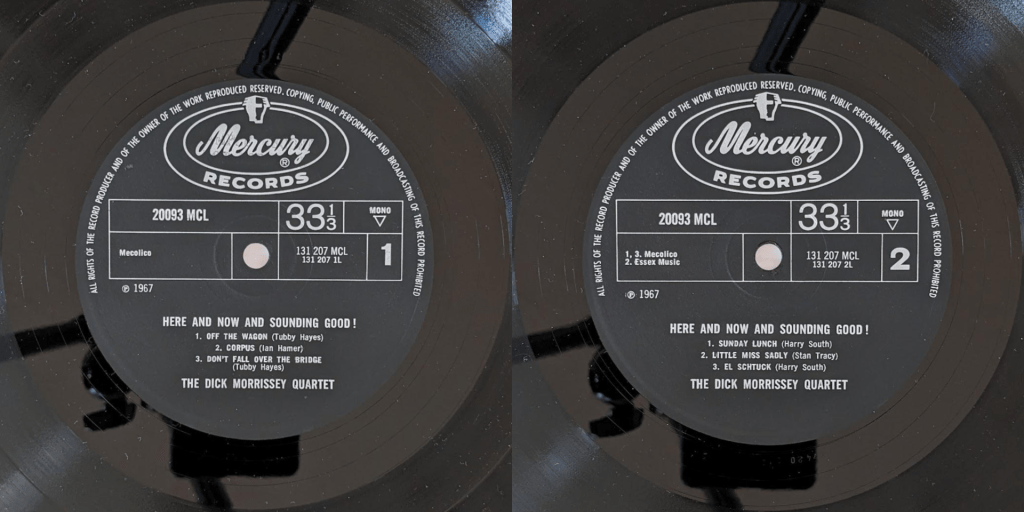 ALL RIGHTS OF THE RECORD PRODUCER AND OF THE OWNER OF THE WORK REPRODUCED RESERVED. COPYING, PUBLIC PERFORMANCE AND BROADCASTING OF THIS RECORD PROHIBITED
Mercury
®
RECORDS
20093 MCL
33⅓
MONO
Mecolico
131 207 MCL
131 207 1L
1
℗ 1967
HERE AND NOW AND SOUNDING GOOD!
1. OFF THE WAGON (Tubby Hayes)
2. CORPUS (Ian Hamer)
3. DON'T FALL OVER THE BRIDGE
(Tubby Hayes)
THE DICK MORRISSEY QUARTET
ALL RIGHTS OF THE RECORD PRODUCER AND OF THE OWNER OF THE WORK REPRODUCED RESERVED. COPYING, PUBLIC PERFORMANCE AND BROADCASTING OF THIS RECORD PROHIBITED
Mercury
®
RECORDS
20093 MCL
33⅓
MONO
1, 3. Mecolico
2. Essex Music
131 207 MCL
131 207 2L
2
℗ 1967
HERE AND NOW AND SOUNDING GOOD!
1. SUNDAY LUNCH (Harry South)
2. LITTLE MISS SADLY (Stan Tracy)
3. EL SCHTUCK (Harry South)
THE DICK MORRISSEY QUARTET